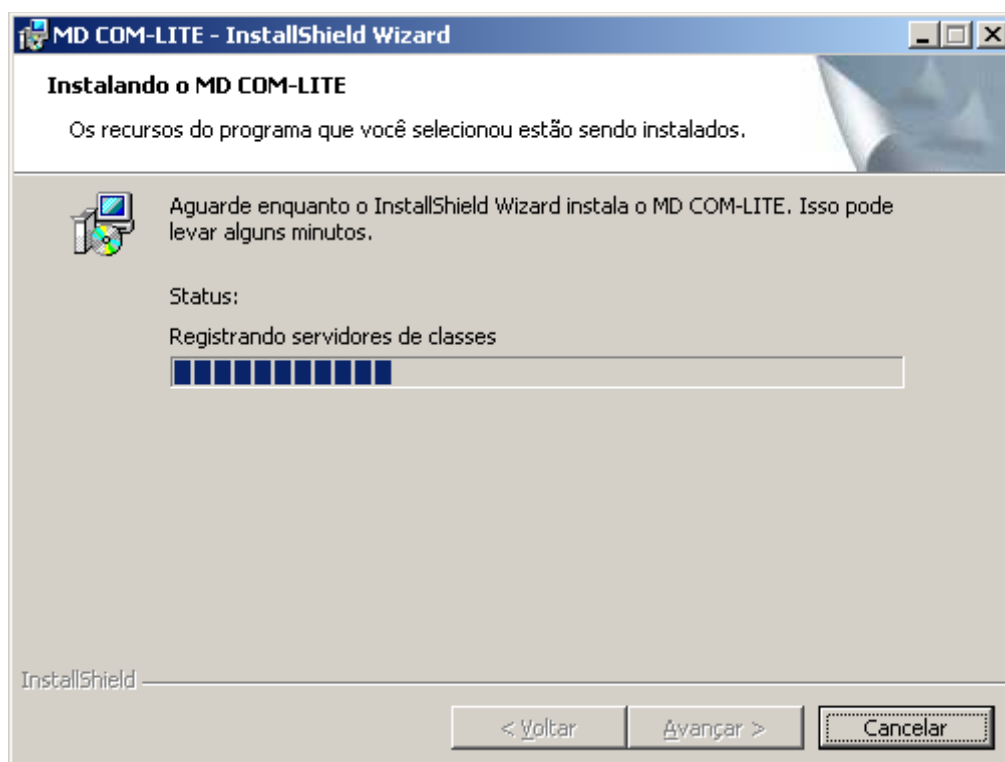 MD COM-LITE - InstallShield Wizard
Instalando o MD COM-LITE
Os recursos do programa que você selecionou estão sendo instalados.
Aguarde enquanto o InstallShield Wizard instala o MD COM-LITE. Isso pode
levar alguns minutos.
Status:
Registrando servidores de classes
InstallShield
< Voltar
Avançar >
Cancelar